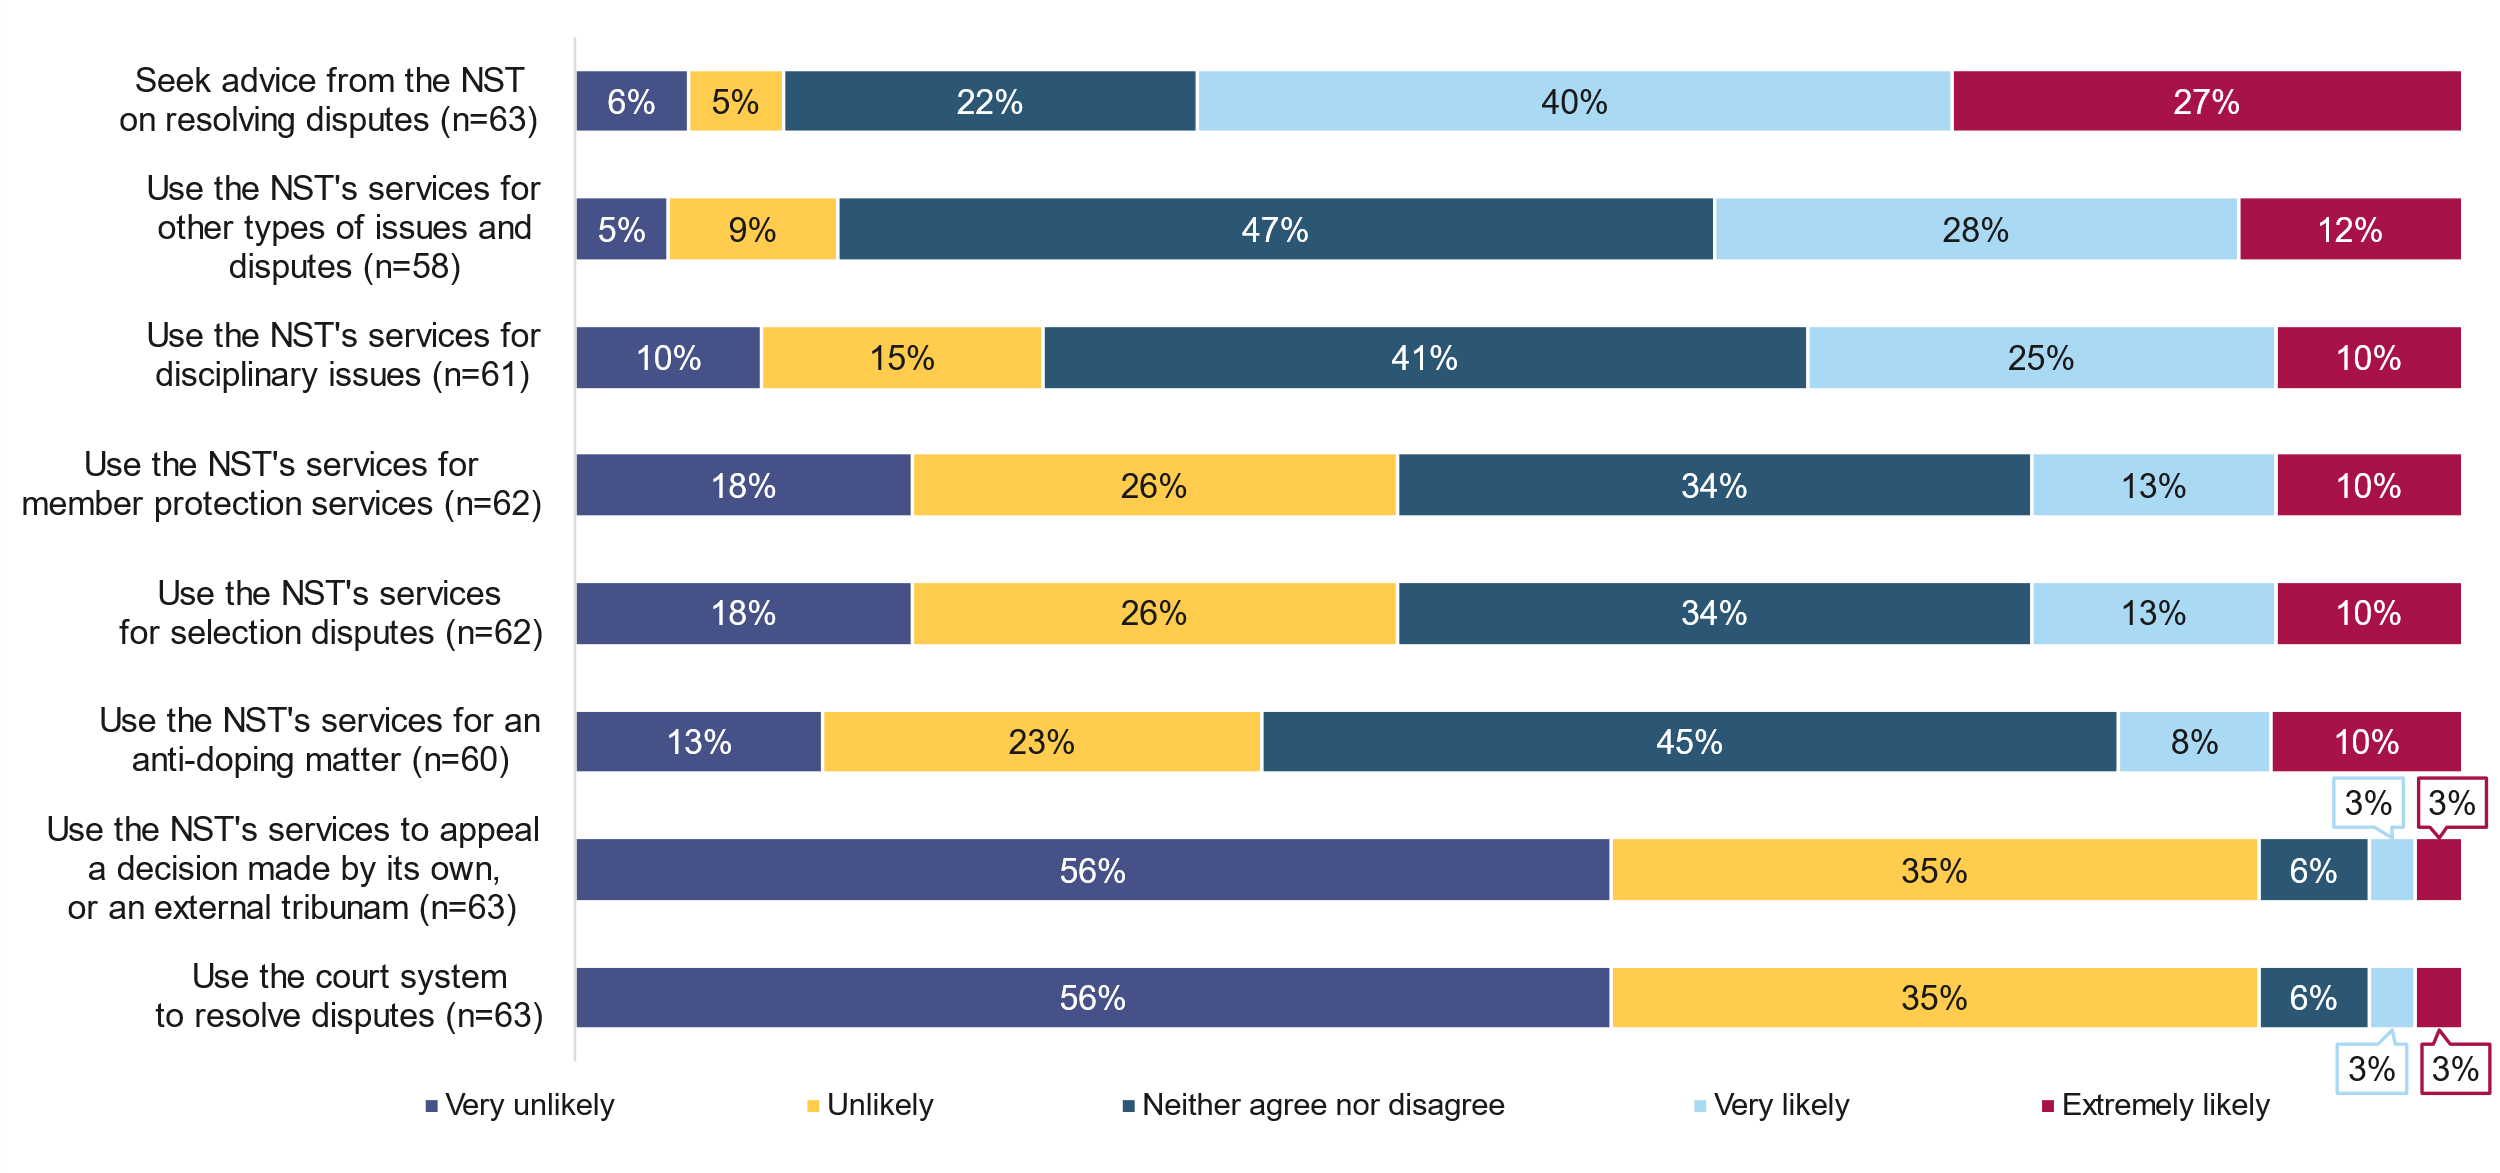 Seek advice from the NST
on resolving disputes (n=63)
6% 5% 22% 40% 27%
Use the NST's services for
other types of issues and
disputes (n=58)
5% 9% 47% 28% 12%
Use the NST's services for
disciplinary issues (n=61)
10% 15% 41% 25% 10%
Use the NST's services for
member protection services (n=62)
18% 26% 34% 13% 10%
Use the NST's services
for selection disputes (n=62)
18% 26% 34% 13% 10%
Use the NST's services for an
anti-doping matter (n=60)
13% 23% 45% 8% 10%
Use the NST's services to appeal
a decision made by its own,
or an external tribunam (n=63)
56% 35% 6% 3% 3%
Use the court system
to resolve disputes (n=63)
56% 35% 6% 3% 3%
Very unlikely Unlikely Neither agree nor disagree Very likely Extremely likely